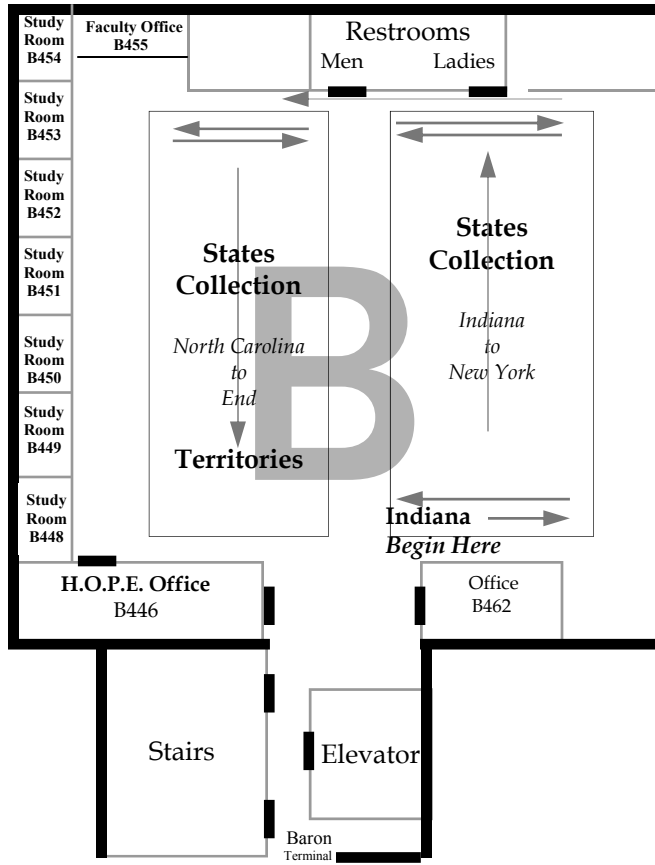 Study
Room
B454
Faculty Office
B455
Restrooms
Men
Ladies
Study
Room
B453
Study
Room
B452
Study
Room
B451
Study
Room
B450
Study
Room
B449
Study
Room
B448
States
Collection
North Carolina
to
End
Territories
B
States
Collection
Indiana
to
New York
Indiana
Begin Here
H.O.P.E. Office
B446
Office
B462
Stairs
Elevator
Baron
Terminal